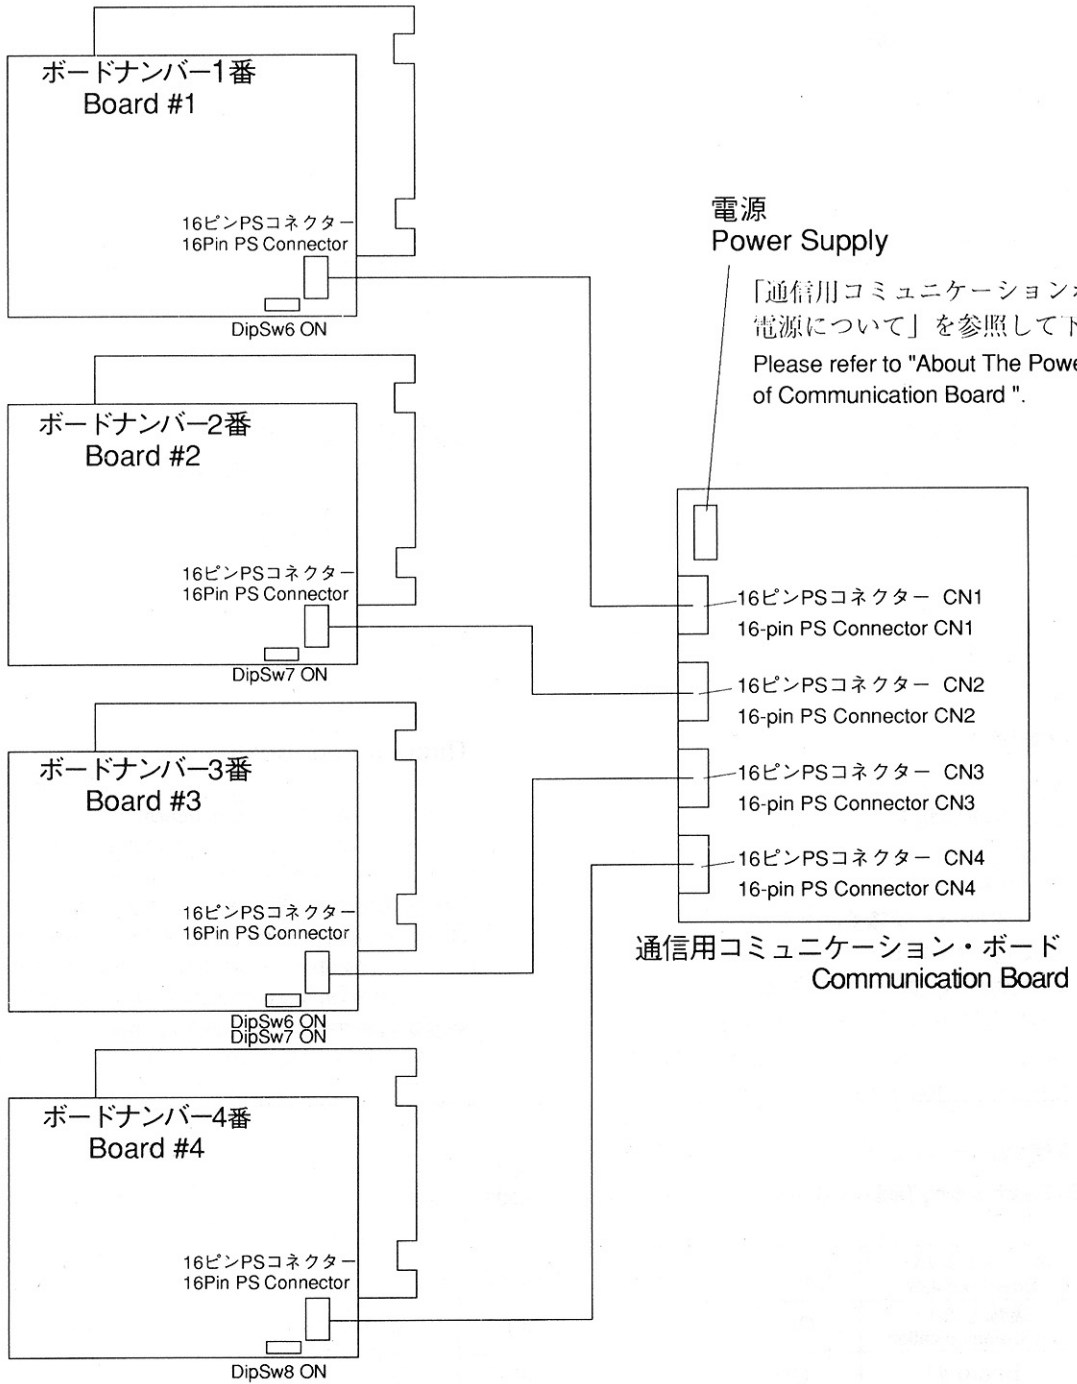 ボードナンバー1番
Board #1
16ピンPSコネクター
16Pin PS Connector
DipSw6 ON
電源
Power Supply
「通信用コミュニケーション
電源について」を参照して
Please refer to "About The
of Communication Board ".
ボードナンバー2番
Board #2
16ピンPSコネクター
16Pin PS Connector
DipSw7 ON
16ピンPSコネクター CN1
16-pin PS Connector CN1
16ピンPSコネクター CN2
16-pin PS Connector CN2
16ピンPSコネクター CN3
16-pin PS Connector CN3
16ピンPSコネクター CN4
16-pin PS Connector CN4
通信用コミュニケーション・ボード
Communication Board
ボードナンバー3番
Board #3
16ピンPSコネクター
16Pin PS Connector
DipSw6 ON
DipSw7 ON
ボードナンバー4番
Board #4
16ピンPSコネクター
16Pin PS Connector
DipSw8 ON